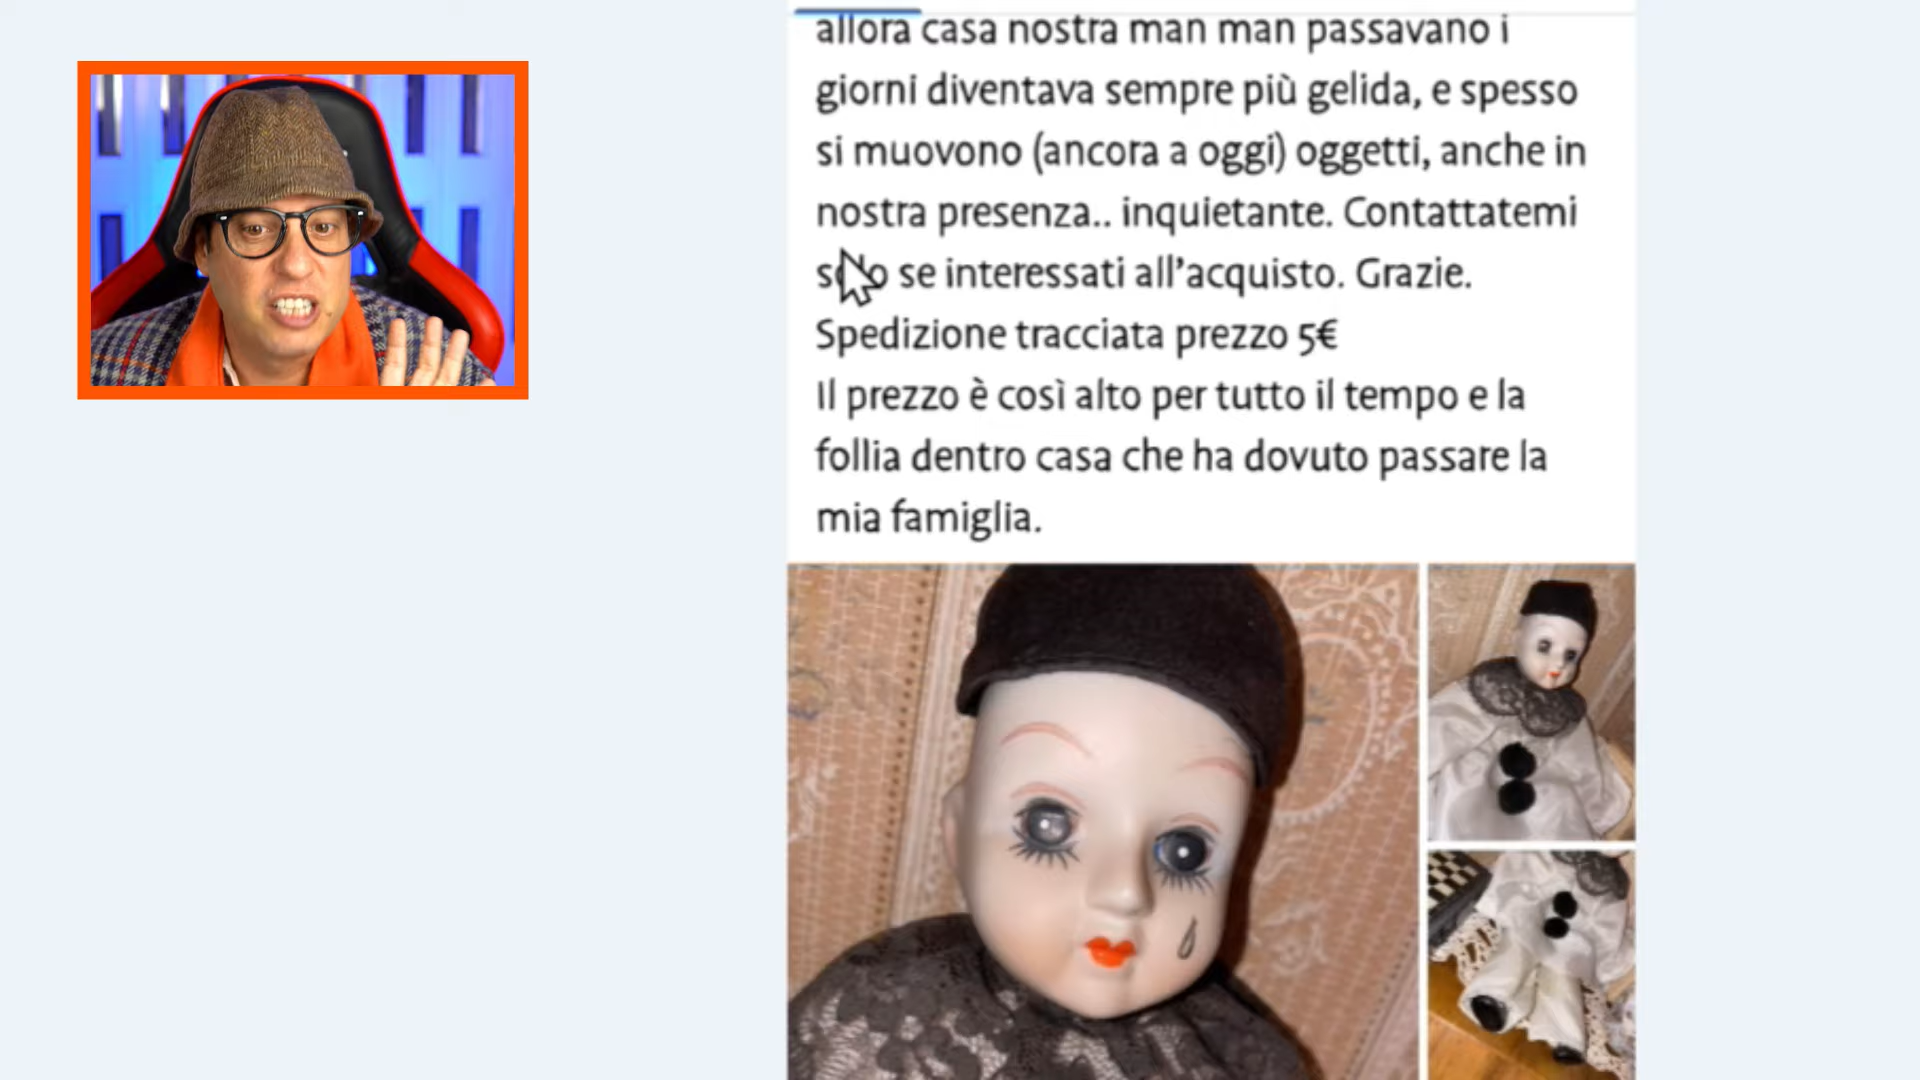 allora casa nostra man man passavano i
giorni diventava sempre più gelida, e spesso
si muovono (ancora a oggi) oggetti, anche in
nostra presenza.. inquietante. Contattatemi
solo se interessati all'acquisto. Grazie.
Spedizione tracciata prezzo 5€
Il prezzo è così alto per tutto il tempo e la
follia dentro casa che ha dovuto passare la
mia famiglia.